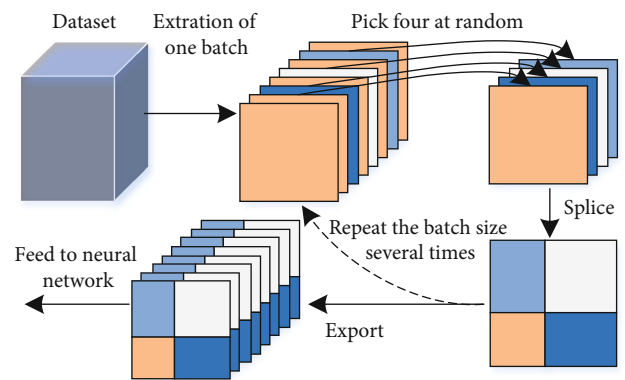 Dataset
Extration of
one batch
Pick four at random
Splice
Repeat the batch size
several times
Feed to neural
network
Export